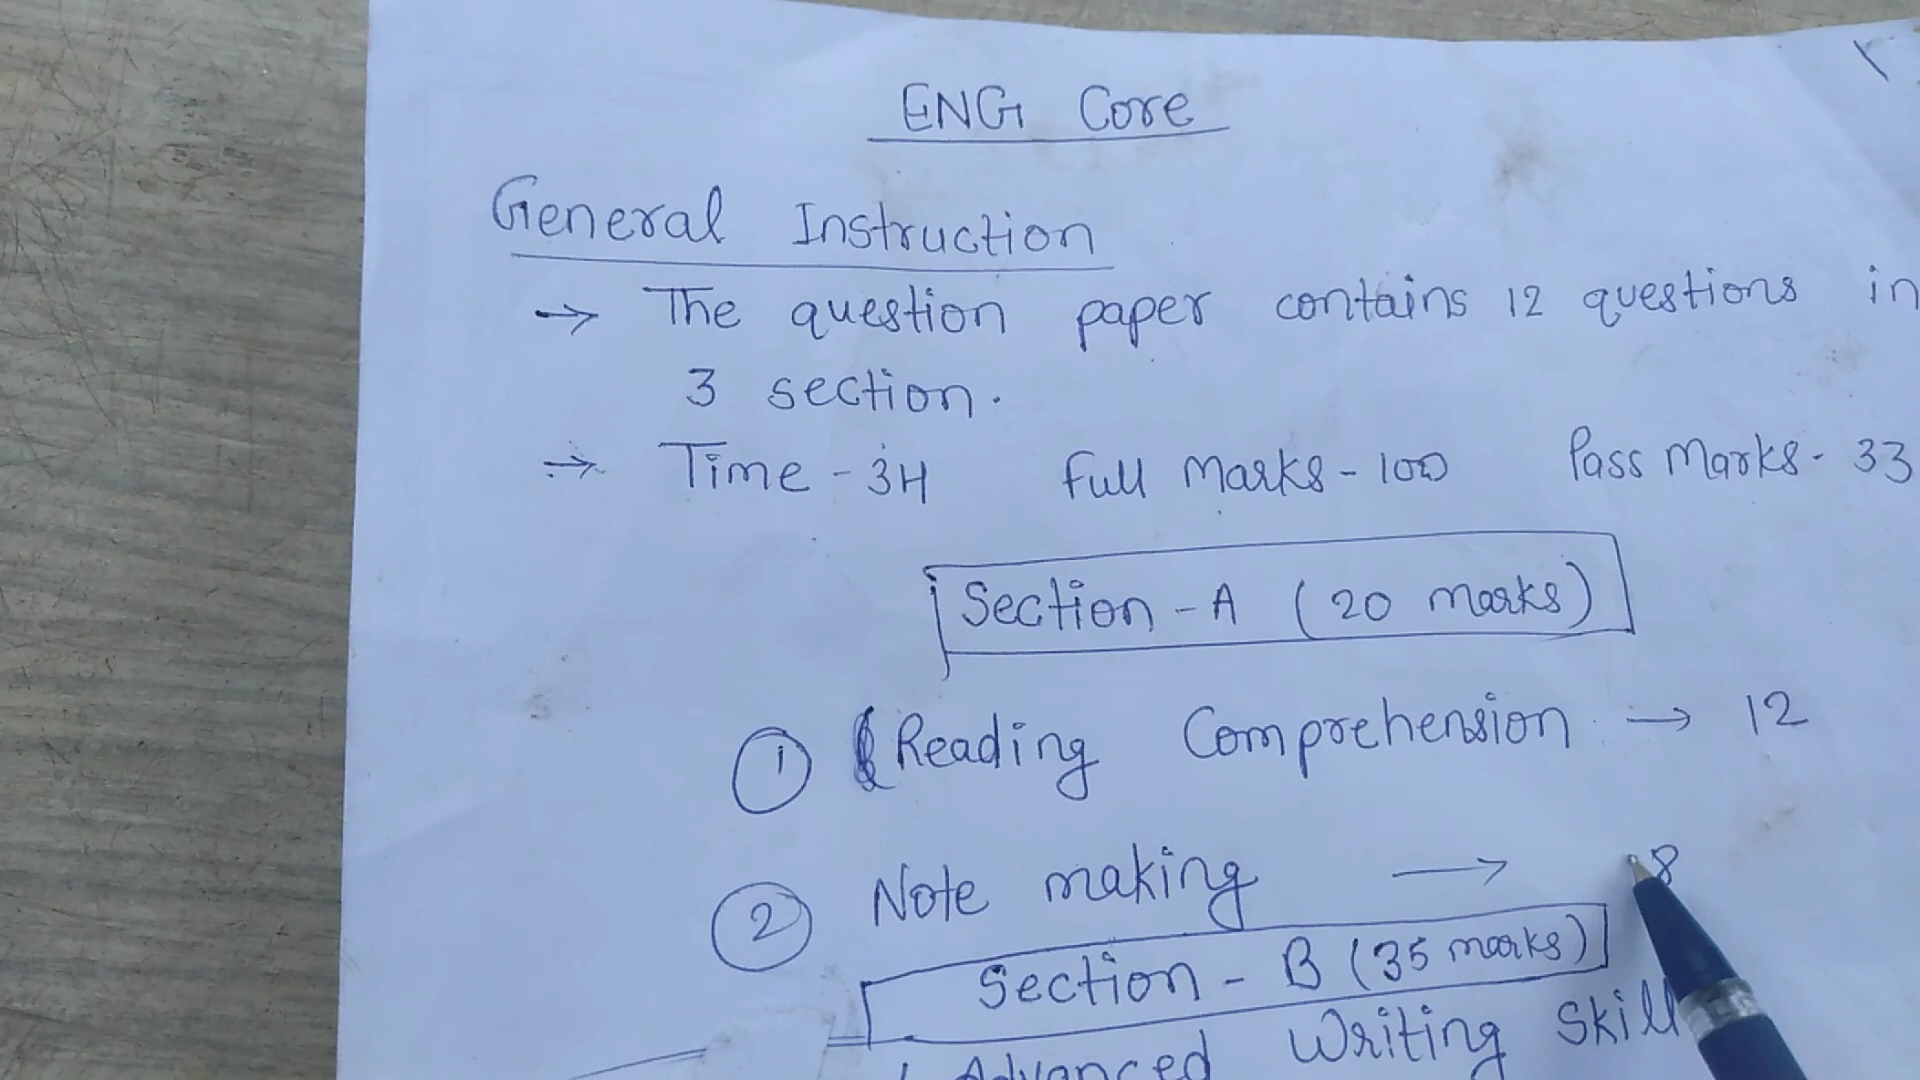 ENG Core
General Instruction
→ The question paper contains 12 questions in
3 section.
→ Time - 3H Full Marks - 100 Pass Marks - 33
Section - A (20 marks)
1 Reading Comprehension → 12
2 Note making → 8
Section - B (35 marks)
Advanced Writing Skill